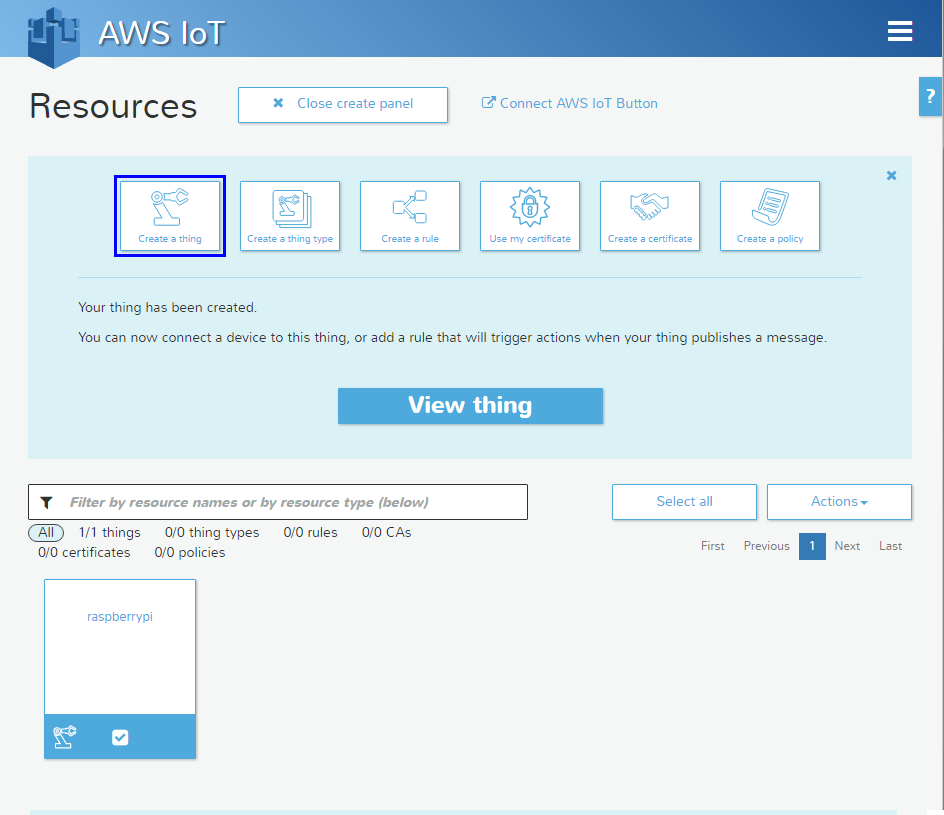 AWS IoT
Resources
✖ Close create panel
Connect AWS IoT Button
?
Create a thing
Create a thing type
Create a rule
Use my certificate
Create a certificate
Create a policy
Your thing has been created.
You can now connect a device to this thing, or add a rule that will trigger actions when your thing publishes a message.
View thing
Filter by resource names or by resource type (below)
Select all
Actions
All 1/1 things 0/0 thing types 0/0 rules 0/0 CAs
0/0 certificates 0/0 policies
First Previous 1 Next Last
raspberrypi